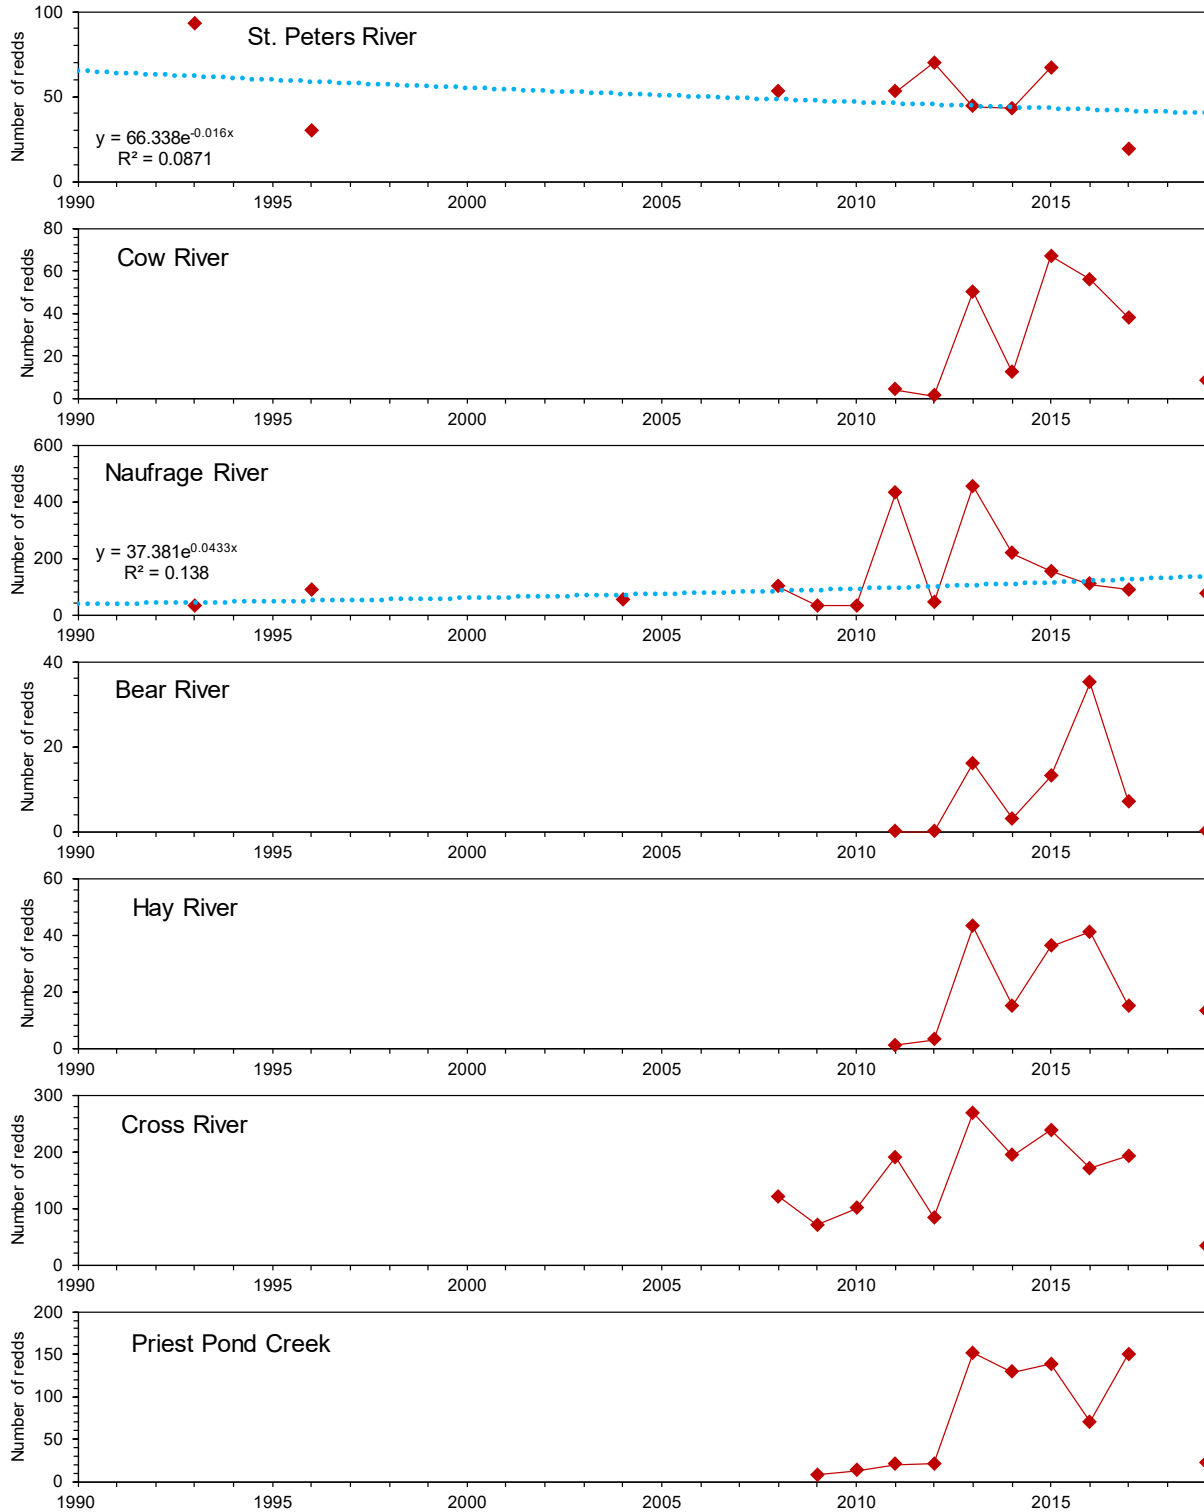 St. Peters River
Number of redds
100
50
0
y = 66.338e^-0.016x
R² = 0.0871
1990 1995 2000 2005 2010 2015
Cow River
Number of redds
80
60
40
20
0
1990 1995 2000 2005 2010 2015
Naufrage River
Number of redds
600
400
200
0
y = 37.381e^0.0433x
R² = 0.138
1990 1995 2000 2005 2010 2015
Bear River
Number of redds
40
20
0
1990 1995 2000 2005 2010 2015
Hay River
Number of redds
60
40
20
0
1990 1995 2000 2005 2010 2015
Cross River
Number of redds
300
200
100
0
1990 1995 2000 2005 2010 2015
Priest Pond Creek
Number of redds
200
150
100
50
0
1990 1995 2000 2005 2010 2015